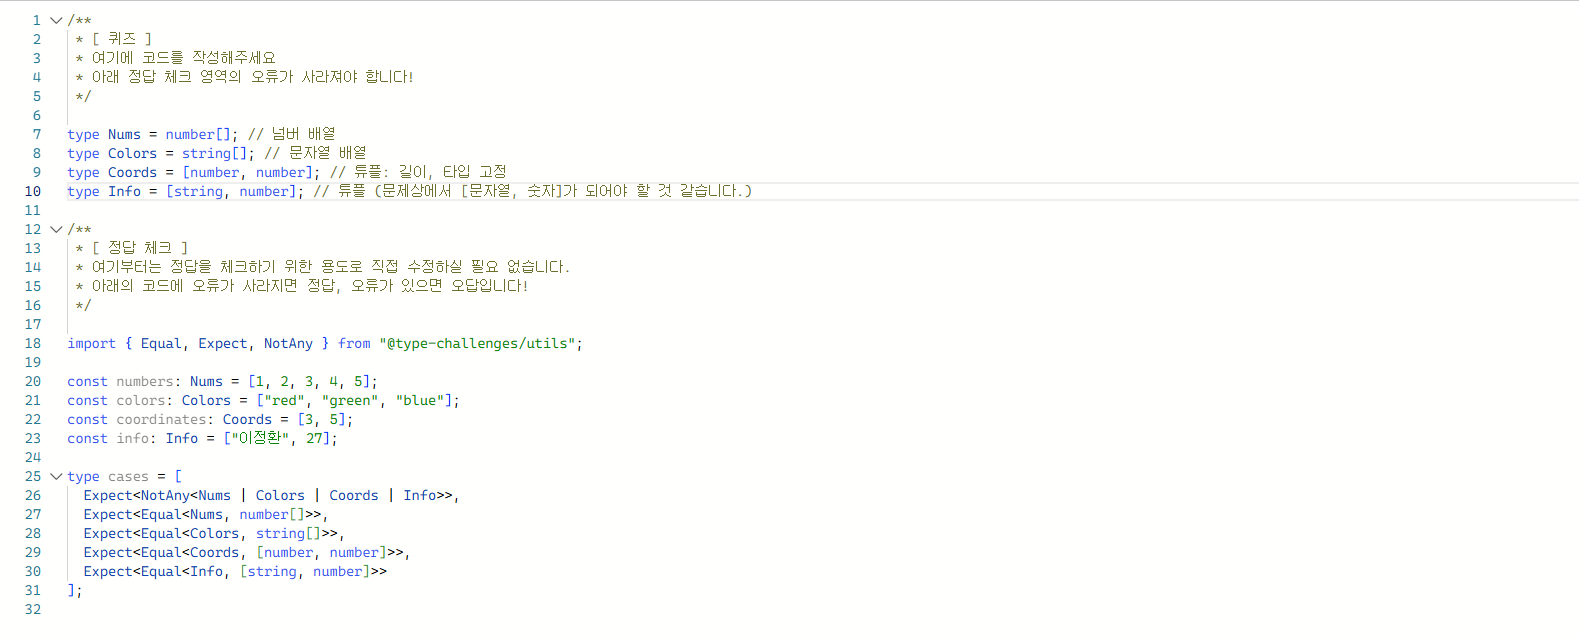 1 /**
2 * [ 퀴즈 ]
3 * 여기에 코드를 작성해주세요
4 * 아래 정답 체크 영역의 오류가 사라져야 합니다!
5 */
6
7 type Nums = number[]; // 넘버 배열
8 type Colors = string[]; // 문자열 배열
9 type Coords = [number, number]; // 튜플: 길이, 타입 고정
10 type Info = [string, number]; // 튜플 (문제상에서 [문자열, 숫자]가 되어야 할 것 같습니다.)
11
12 /**
13 * [ 정답 체크 ]
14 * 여기부터는 정답을 체크하기 위한 용도로 직접 수정하실 필요 없습니다.
15 * 아래의 코드에 오류가 사라지면 정답, 오류가 있으면 오답입니다!
16 */
17
18 import { Equal, Expect, NotAny } from "@type-challenges/utils";
19
20 const numbers: Nums = [1, 2, 3, 4, 5];
21 const colors: Colors = ["red", "green", "blue"];
22 const coordinates: Coords = [3, 5];
23 const info: Info = ["이정환", 27];
24
25 type cases = [
26 Expect<NotAny<Nums | Colors | Coords | Info>>,
27 Expect<Equal<Nums, number[]>>,
28 Expect<Equal<Colors, string[]>>,
29 Expect<Equal<Coords, [number, number]>>,
30 Expect<Equal<Info, [string, number]>>
31 ];
32